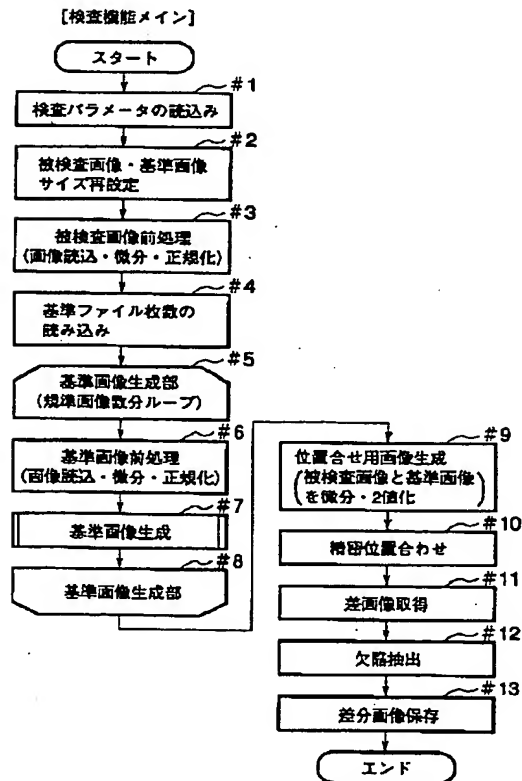 [検査機能メイン]
スタート
#1
検査パラメータの読込み
#2
被検査画像・基準画像
サイズ再設定
#3
被検査画像前処理
(画像読込・微分・正規化)
#4
基準ファイル枚数の
読み込み
#5
基準画像生成部
(規準画像数分ループ)
#6
基準画像前処理
(画像読込・微分・正規化)
#7
基準画像生成
#8
基準画像生成部
#9
位置合せ用画像生成
(被検査画像と基準画像
を微分・2値化)
#10
精密位置合わせ
#11
差画像取得
#12
欠陥抽出
#13
差分画像保存
エンド